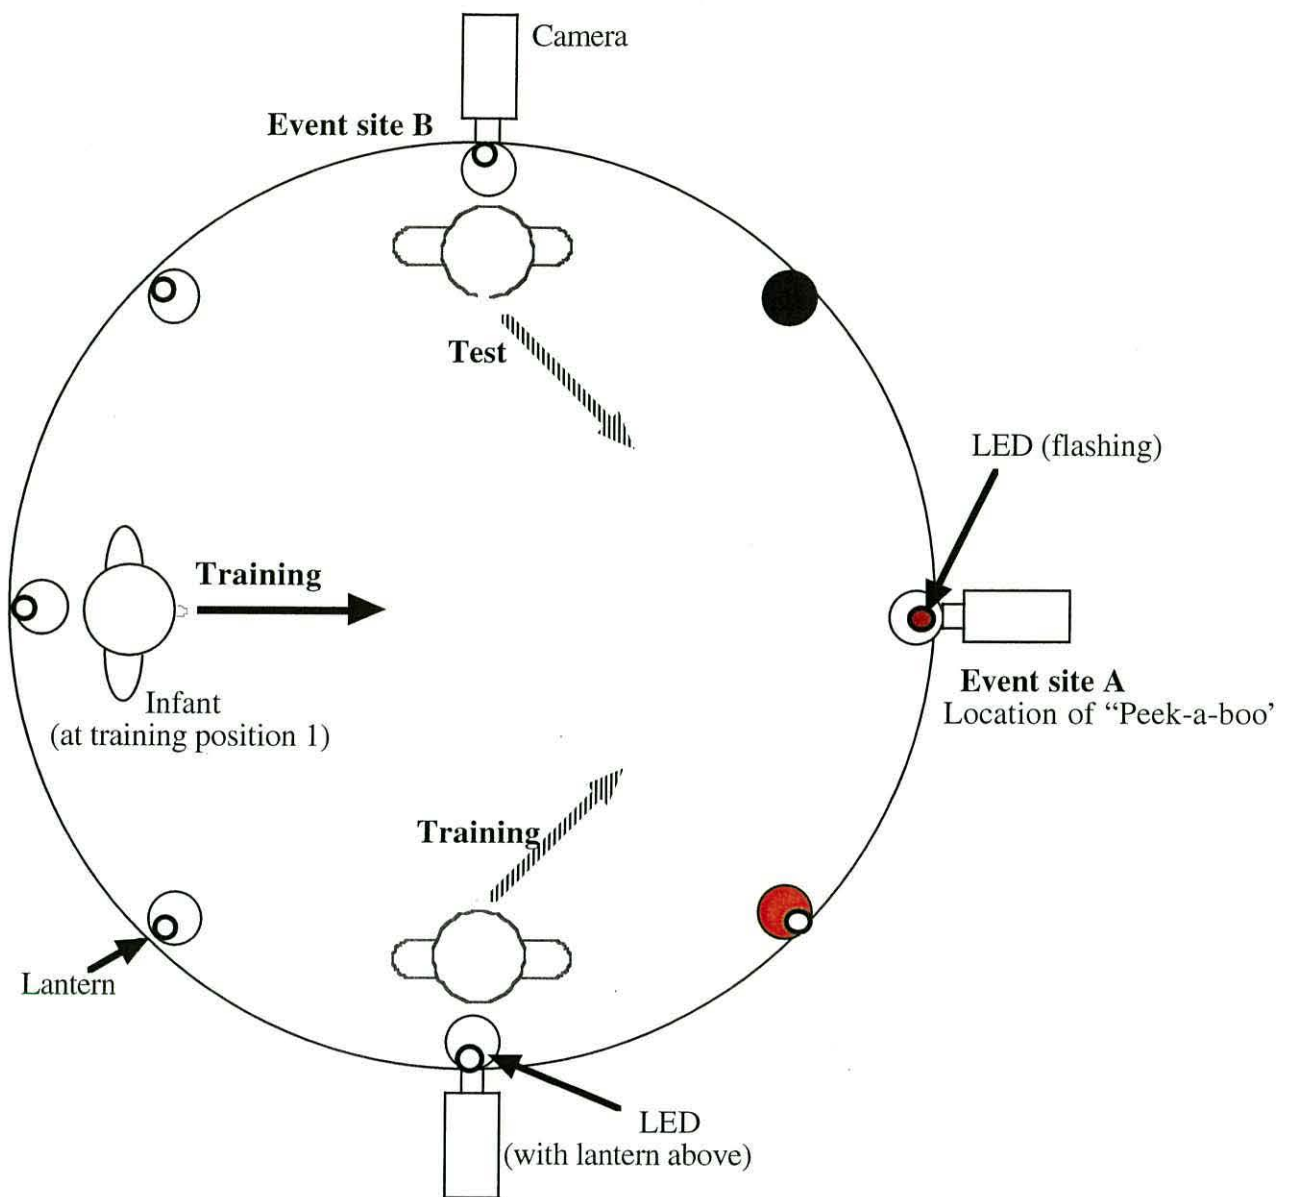 Camera
Event site B
Test
LED (flashing)
Training
Event site A
Location of “Peek-a-boo’
Infant
(at training position 1)
Training
Lantern
LED
(with lantern above)